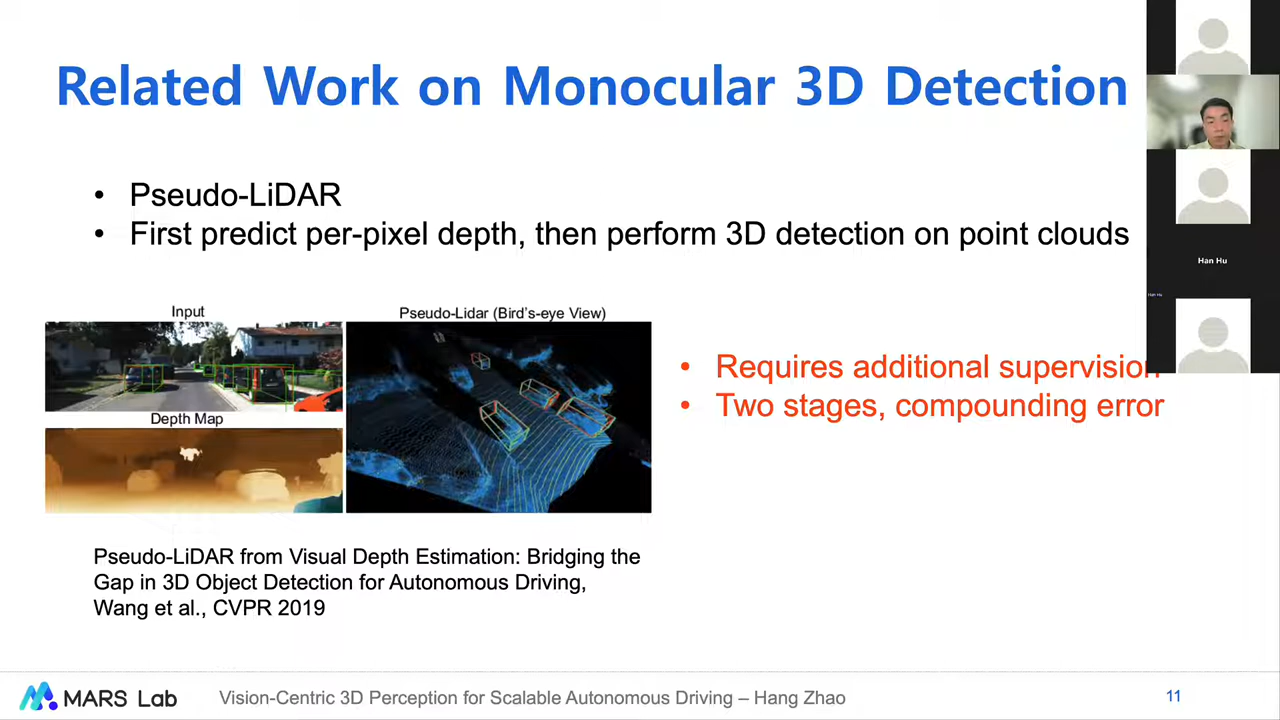 Related Work on Monocular 3D Detection
• Pseudo-LiDAR
• First predict per-pixel depth, then perform 3D detection on point clouds
Han Hu
Han Hu
Input
Pseudo-Lidar (Bird's-eye View)
Depth Map
• Requires additional supervision
• Two stages, compounding error
Pseudo-LiDAR from Visual Depth Estimation: Bridging the
Gap in 3D Object Detection for Autonomous Driving,
Wang et al., CVPR 2019
MARS Lab
Vision-Centric 3D Perception for Scalable Autonomous Driving – Hang Zhao
11